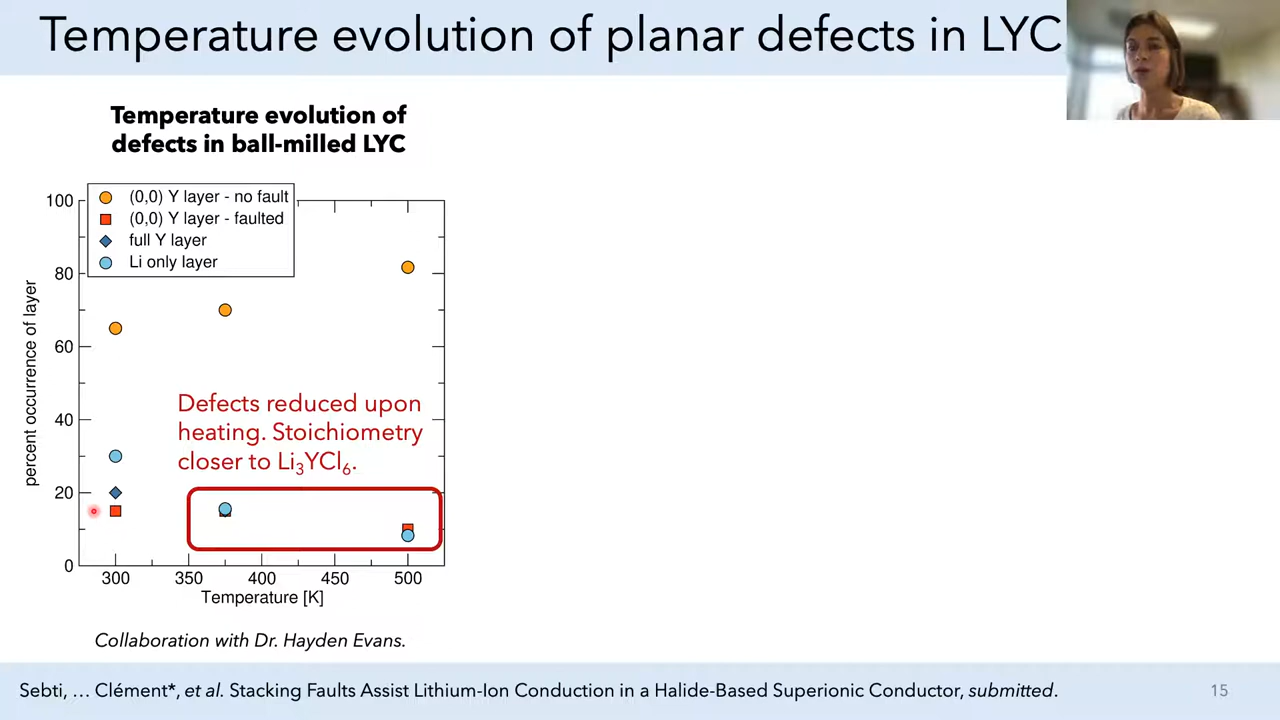 Temperature evolution of planar defects in LYC
Temperature evolution of
defects in ball-milled LYC
100
80
60
40
20
0
percent occurrence of layer
(0,0) Y layer - no fault
(0,0) Y layer - faulted
full Y layer
Li only layer
Defects reduced upon
heating. Stoichiometry
closer to Li₃YCl₆.
300 350 400 450 500
Temperature [K]
Collaboration with Dr. Hayden Evans.
Sebti, … Clément*, et al. Stacking Faults Assist Lithium-Ion Conduction in a Halide-Based Superionic Conductor, submitted.
15